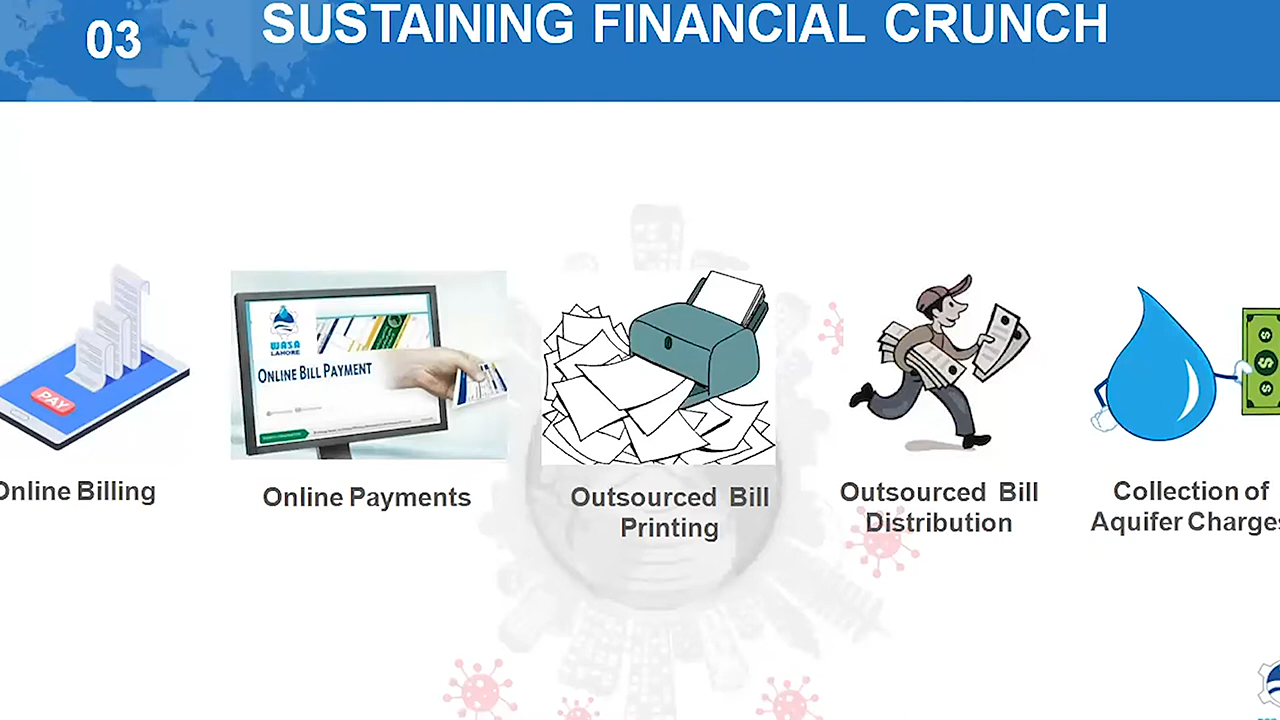 03
SUSTAINING FINANCIAL CRUNCH
PAY
WASA
LAHORE
ONLINE BILL PAYMENT
Online Billing
Online Payments
Outsourced Bill
Printing
Outsourced Bill
Distribution
Collection of
Aquifer Charges